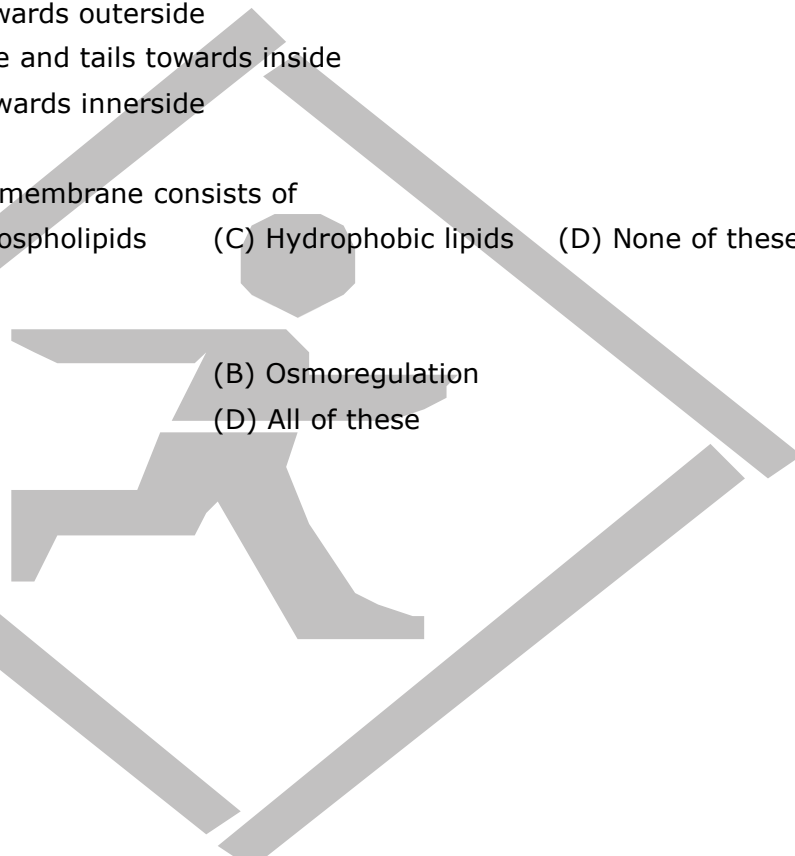 wards outerside
e and tails towards inside
wards innerside
membrane consists of
ospholipids (C) Hydrophobic lipids (D) None of these
(B) Osmoregulation
(D) All of these